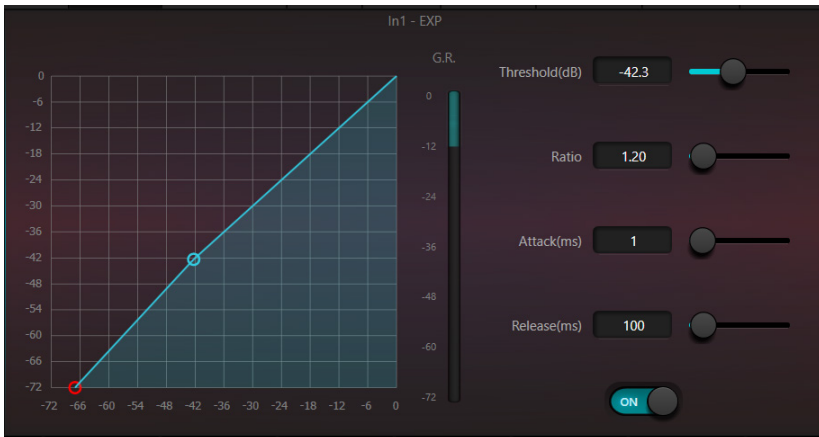 In1 - EXP
G.R.
0
-6
-12
-18
-24
-30
-36
-42
-48
-54
-60
-66
-72
-72 -66 -60 -54 -48 -42 -36 -30 -24 -18 -12 -6 0
0
-12
-24
-36
-48
-60
-72
Threshold(dB) -42.3
Ratio 1.20
Attack(ms) 1
Release(ms) 100
ON